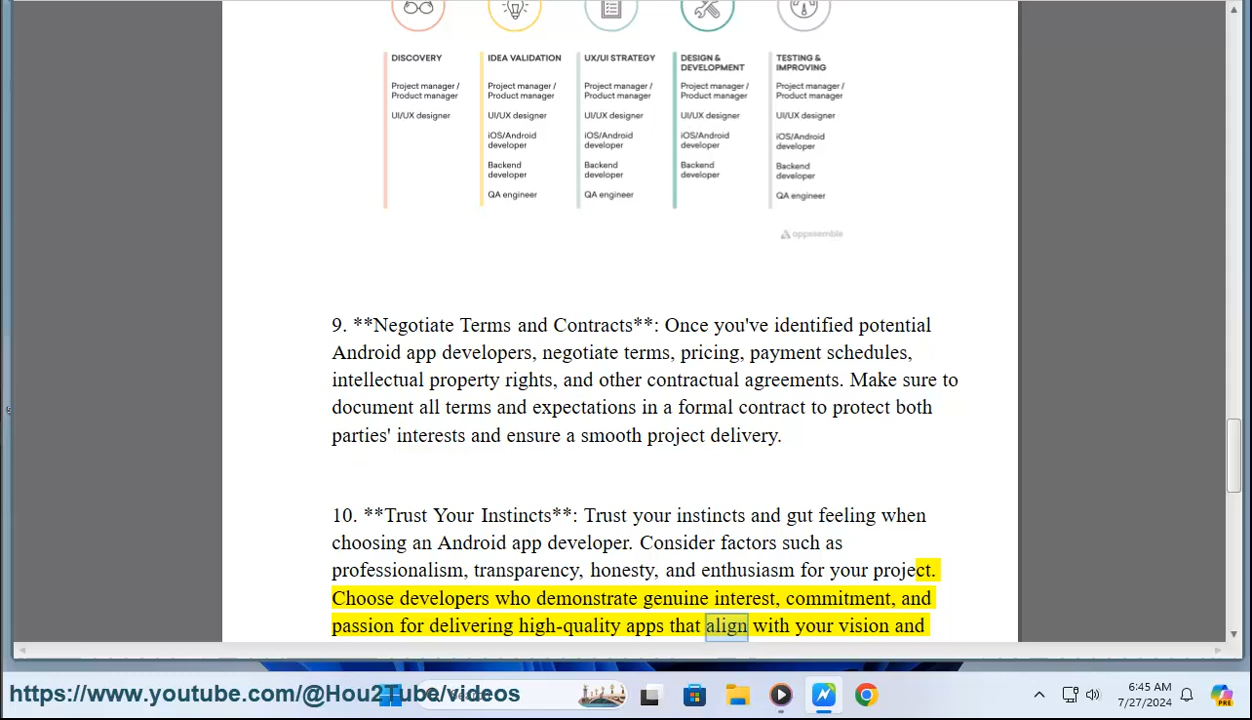 DISCOVERY
Project manager /
Product manager
UI/UX designer
IDEA VALIDATION
Project manager /
Product manager
UI/UX designer
iOS/Android
developer
Backend
developer
QA engineer
UX/UI STRATEGY
Project manager /
Product manager
UI/UX designer
iOS/Android
developer
Backend
developer
QA engineer
DESIGN &
DEVELOPMENT
Project manager /
Product manager
UI/UX designer
iOS/Android
developer
Backend
developer
TESTING &
IMPROVING
Project manager /
Product manager
UI/UX designer
iOS/Android
developer
Backend
developer
QA engineer
9. **Negotiate Terms and Contracts**: Once you've identified potential
Android app developers, negotiate terms, pricing, payment schedules,
intellectual property rights, and other contractual agreements. Make sure to
document all terms and expectations in a formal contract to protect both
parties' interests and ensure a smooth project delivery.
10. **Trust Your Instincts**: Trust your instincts and gut feeling when
choosing an Android app developer. Consider factors such as
professionalism, transparency, honesty, and enthusiasm for your project.
Choose developers who demonstrate genuine interest, commitment, and
passion for delivering high-quality apps that align with your vision and
https://www.youtube.com/@Hou2Tube/videos
6:45 AM
7/27/2024
PRE